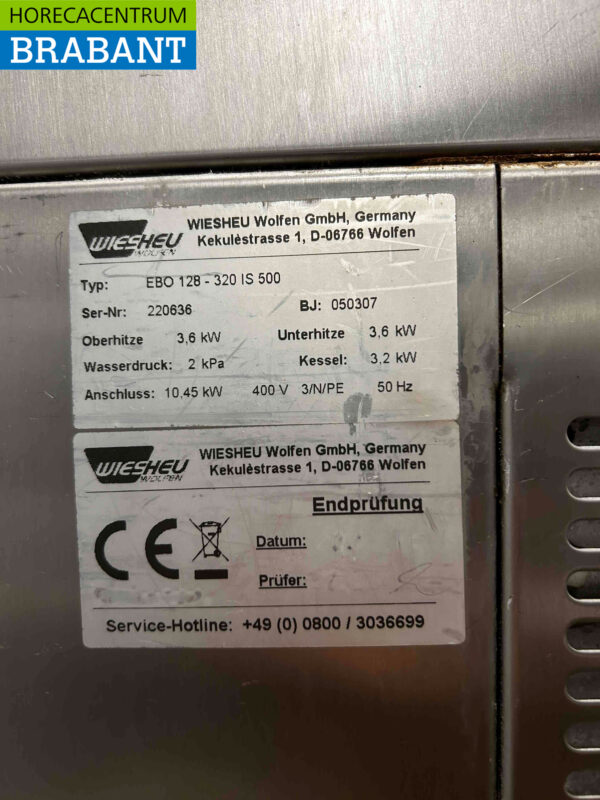 HORECACENTRUM
BRABANT
WIESHEU
WOLFEN
WIESHEU Wolfen GmbH, Germany
Kekulèstrasse 1, D-06766 Wolfen
Typ: EBO 128 - 320 IS 500
Ser-Nr: 220636 BJ: 050307
Oberhitze 3,6 kW Unterhitze 3,6 kW
Wasserdruck: 2 kPa Kessel: 3,2 kW
Anschluss: 10,45 kW 400 V 3/N/PE 50 Hz
WIESHEU
WOLFEN
WIESHEU Wolfen GmbH, Germany
Kekulèstrasse 1, D-06766 Wolfen
Endprüfung
CE
Datum:
Prüfer:
Service-Hotline: +49 (0) 0800 / 3036699